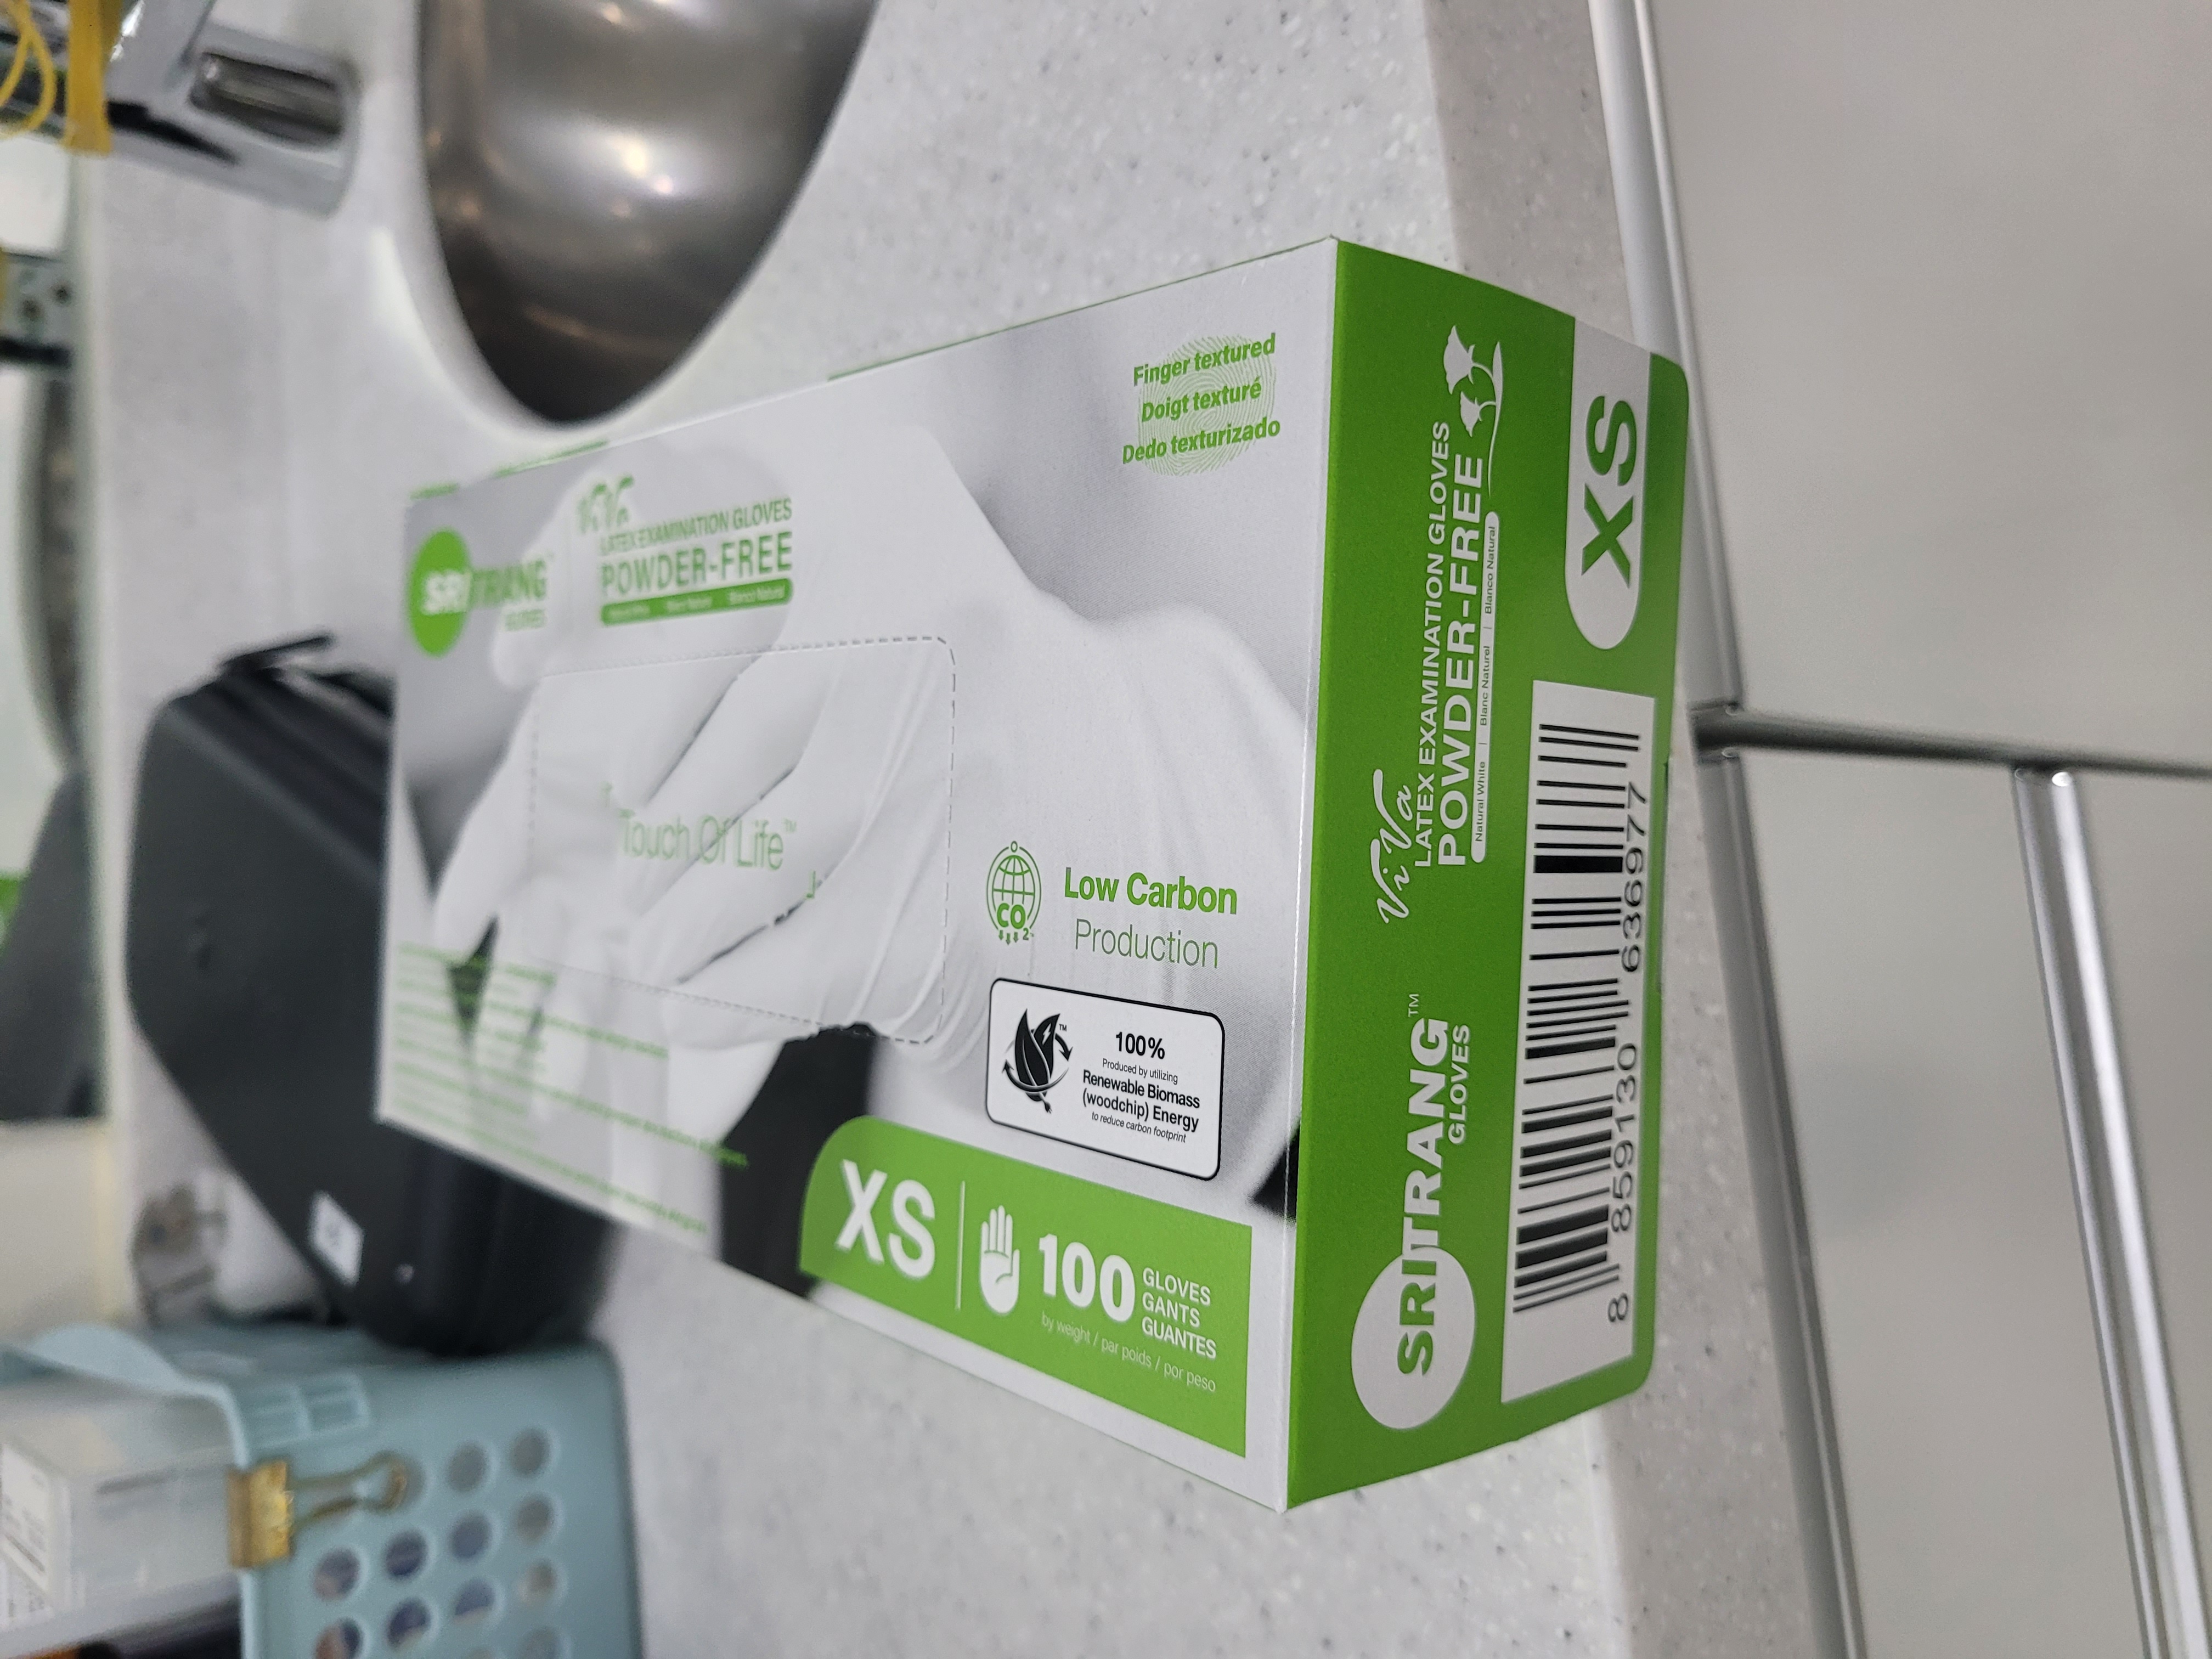 SRITRANG™
GLOVES
ViVa
LATEX EXAMINATION GLOVES
POWDER-FREE
Touch Of Life™
XS
100
GLOVES
GANTS
GUANTES
by weight / par poids / por peso
100%
Produced by utilizing
Renewable Biomass
(woodchip) Energy
to reduce carbon footprint
CO2
Low Carbon
Production
Finger textured
Doigt texturé
Dedo texturizado
SRITRANG™
GLOVES
ViVa
LATEX EXAMINATION GLOVES
POWDER-FREE
Natural White | Blanc Naturel | Blanco Natural
8 859130 636977
XS